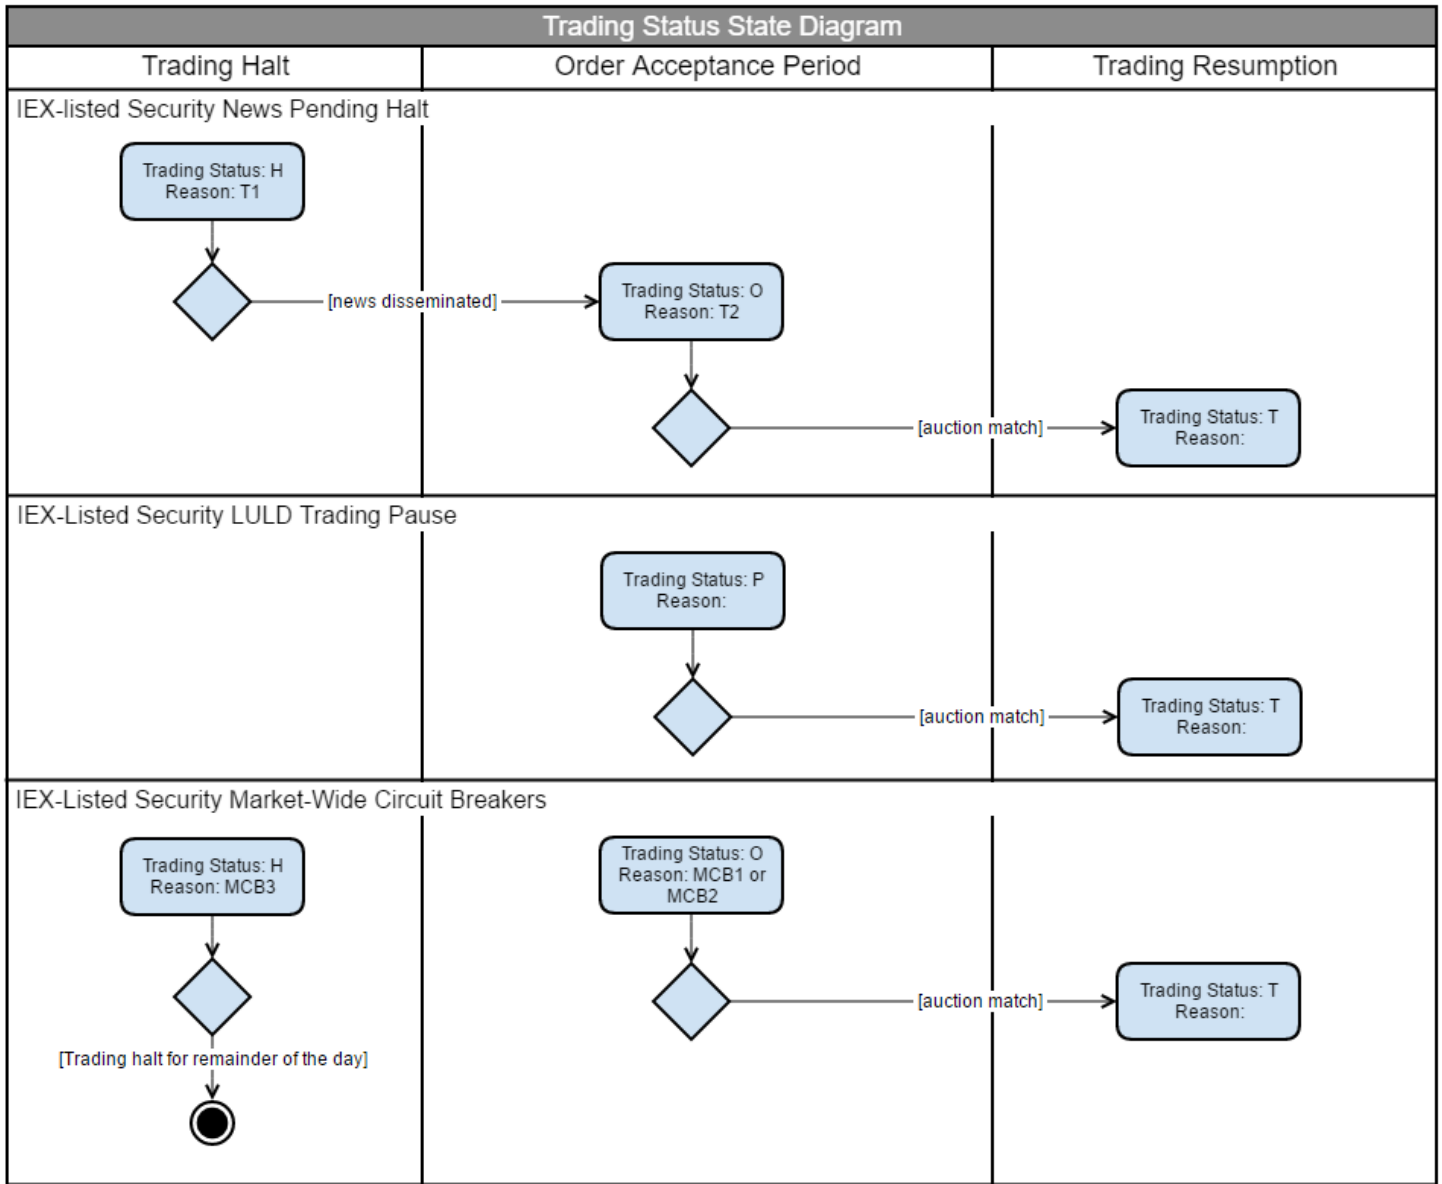 Trading Status State Diagram
Trading Halt
Order Acceptance Period
Trading Resumption
IEX-listed Security News Pending Halt
Trading Status: H
Reason: T1
[news disseminated]
Trading Status: O
Reason: T2
[auction match]
Trading Status: T
Reason:
IEX-Listed Security LULD Trading Pause
Trading Status: P
Reason:
[auction match]
Trading Status: T
Reason:
IEX-Listed Security Market-Wide Circuit Breakers
Trading Status: H
Reason: MCB3
[Trading halt for remainder of the day]
Trading Status: O
Reason: MCB1 or
MCB2
[auction match]
Trading Status: T
Reason: